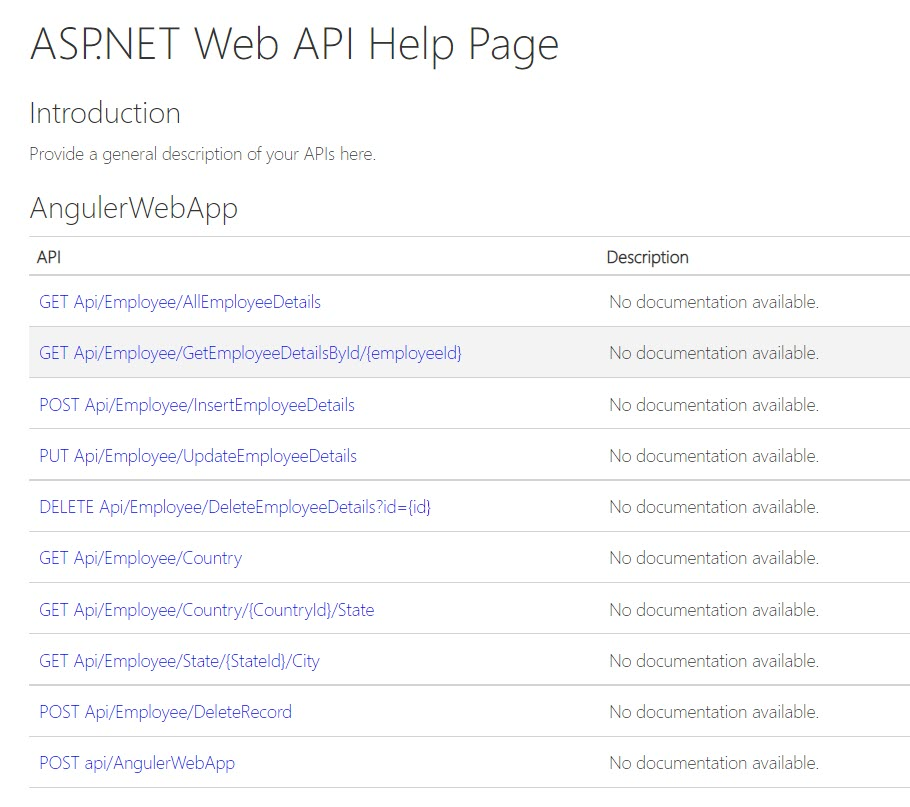 ASP.NET Web API Help Page
Introduction
Provide a general description of your APIs here.
AngulerWebApp
API Description
GET Api/Employee/AllEmployeeDetails No documentation available.
GET Api/Employee/GetEmployeeDetailsById/{employeeId} No documentation available.
POST Api/Employee/InsertEmployeeDetails No documentation available.
PUT Api/Employee/UpdateEmployeeDetails No documentation available.
DELETE Api/Employee/DeleteEmployeeDetails?id={id} No documentation available.
GET Api/Employee/Country No documentation available.
GET Api/Employee/Country/{CountryId}/State No documentation available.
GET Api/Employee/State/{StateId}/City No documentation available.
POST Api/Employee/DeleteRecord No documentation available.
POST api/AngulerWebApp No documentation available.